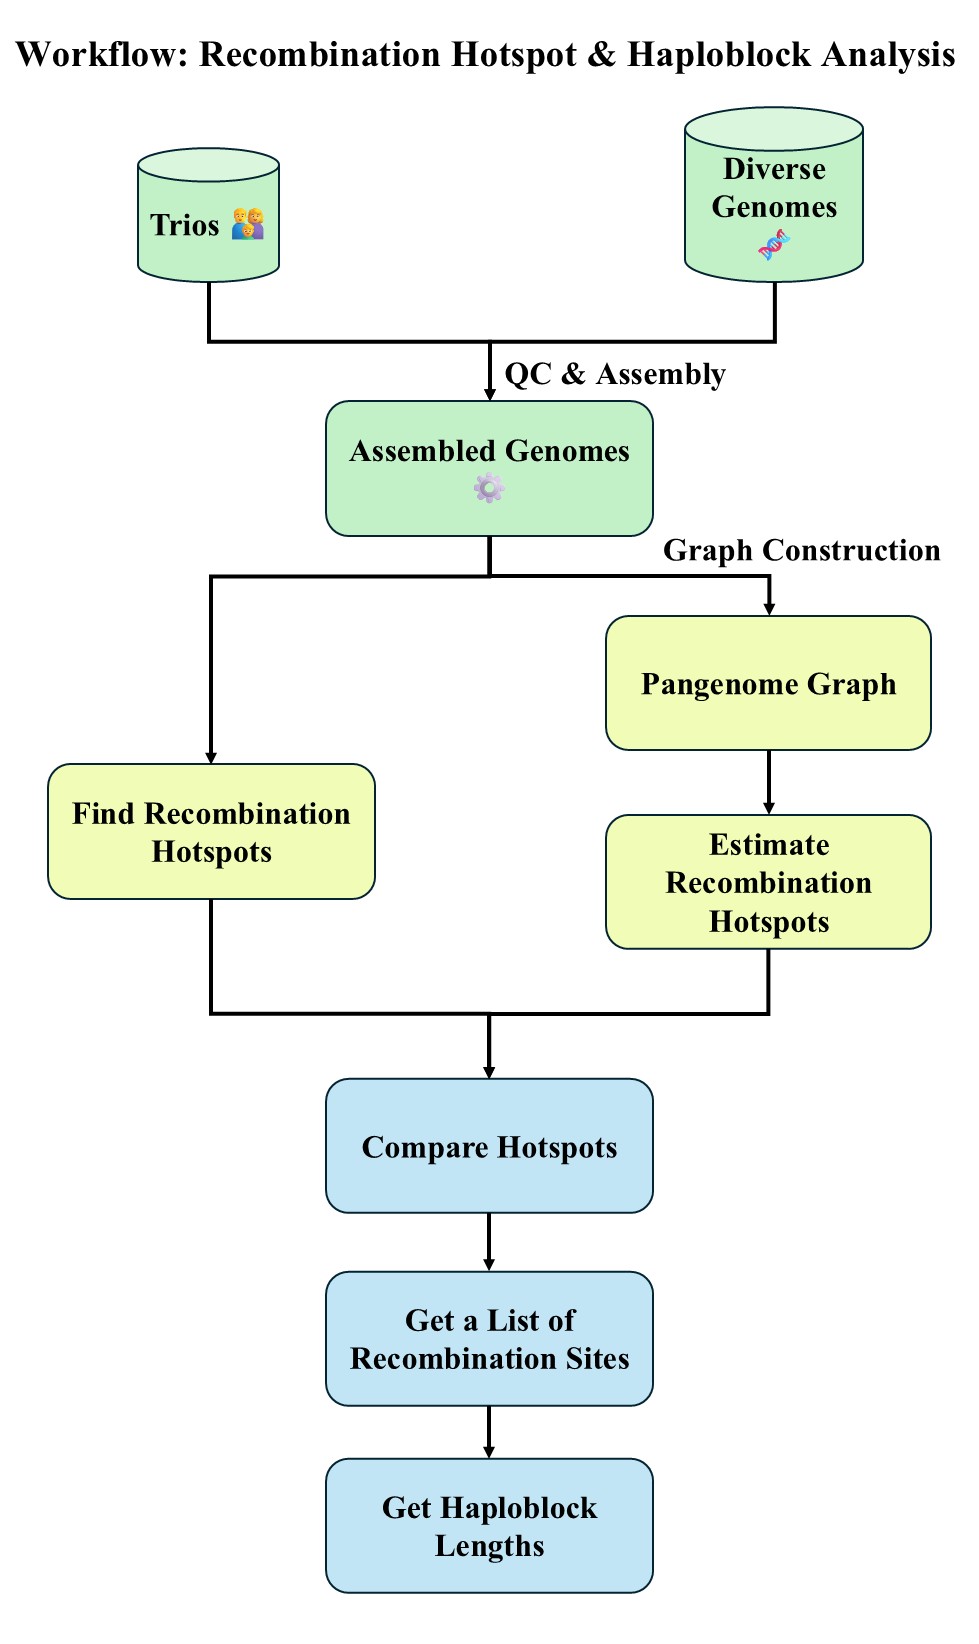 Workflow: Recombination Hotspot & Haploblock Analysis
Trios
Diverse
Genomes
QC & Assembly
Assembled Genomes
Graph Construction
Pangenome Graph
Find Recombination
Hotspots
Estimate
Recombination
Hotspots
Compare Hotspots
Get a List of
Recombination Sites
Get Haploblock
Lengths